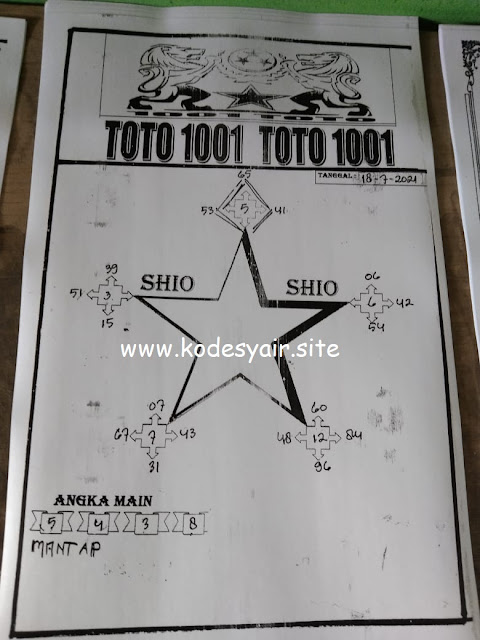 TOTO 1001 TOTO 1001
TANGGAL: 18-7-2021
65
53 5 41
SHIO SHIO
39
51 3
15
06
6 42
54
www.kodesyair.site
07
67 7 43
31
60
48 12 84
96
ANGKA MAIN
5 4 3 8
MANTAP